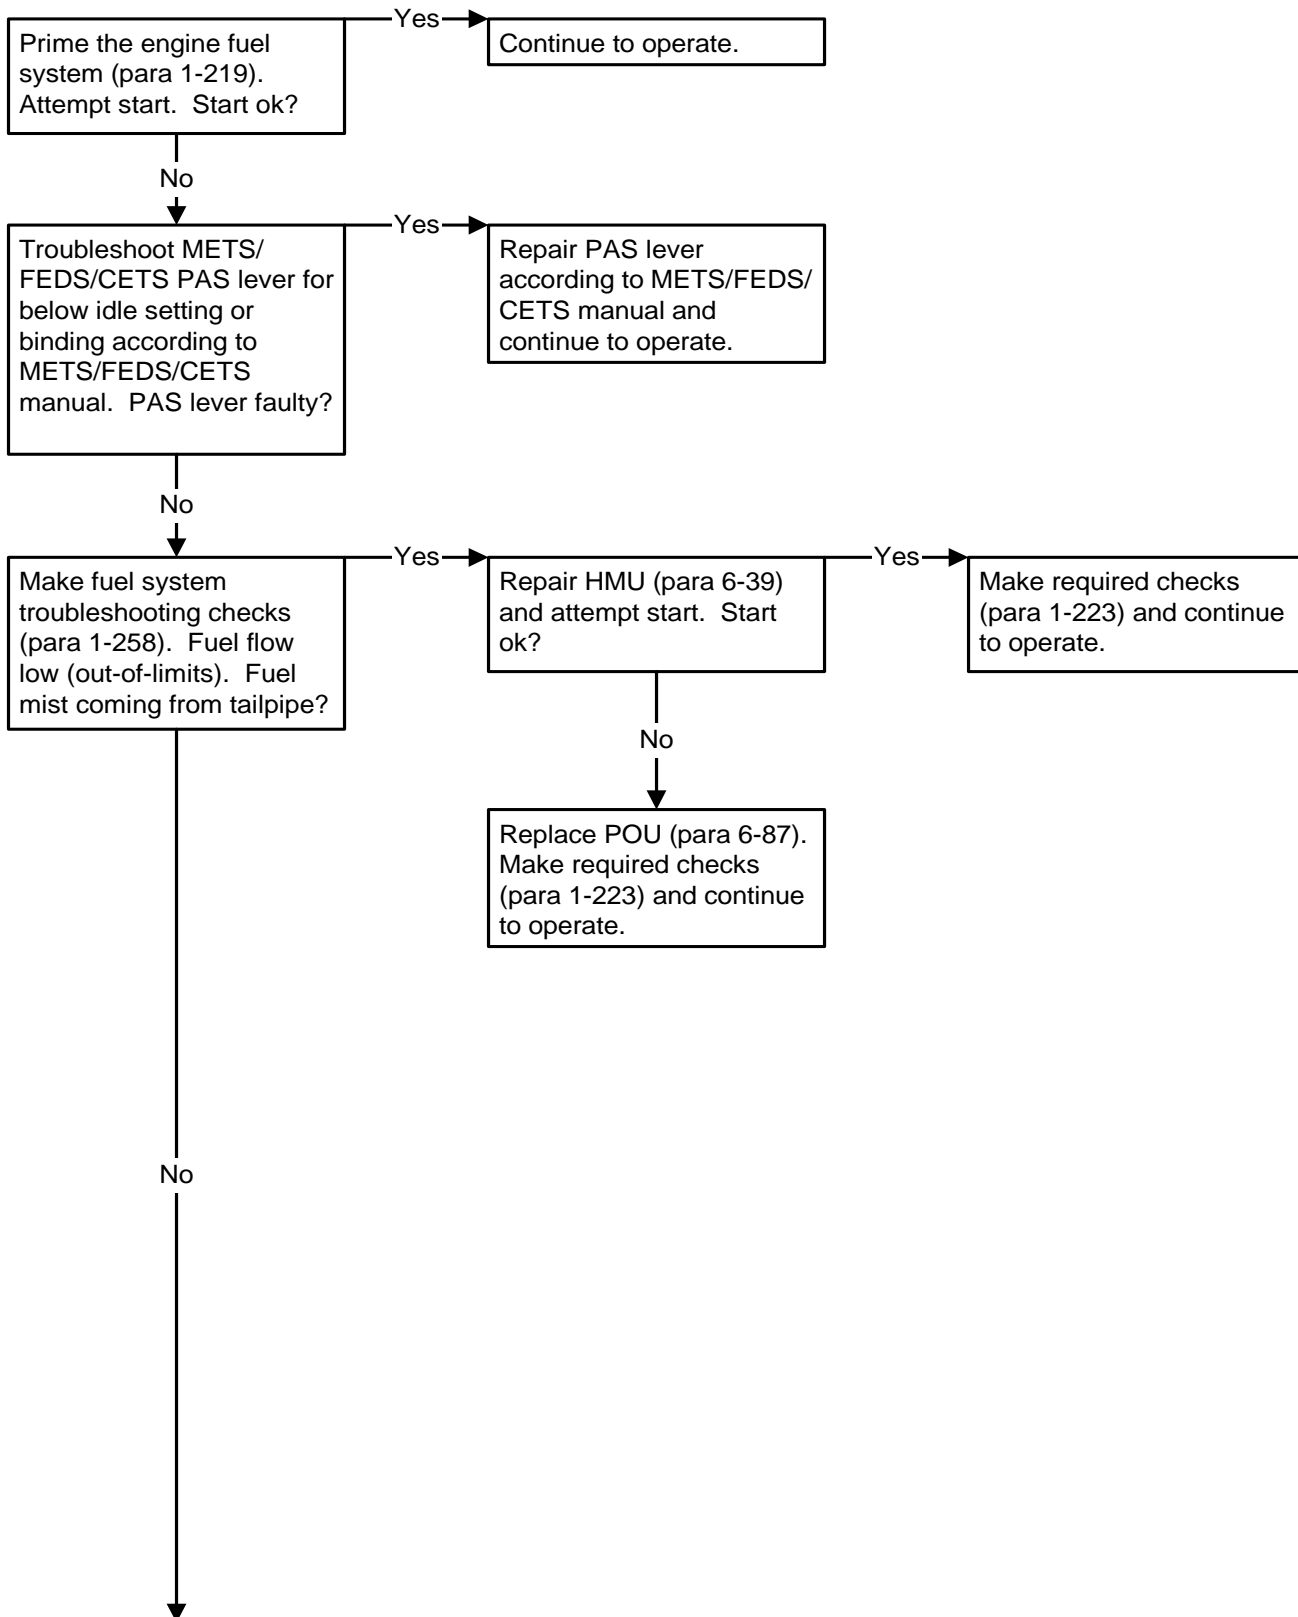 Yes
Prime the engine fuel
system (para 1-219).
Attempt start.  Start ok?
Continue to operate.
No
Yes
Troubleshoot METS/
FEDS/CETS PAS lever for
below idle setting or
binding according to
METS/FEDS/CETS
manual.  PAS lever faulty?
Repair PAS lever
according to METS/FEDS/
CETS manual and
continue to operate.
No
Yes
Yes
Make fuel system
troubleshooting checks
(para 1-258).  Fuel flow
low (out-of-limits).  Fuel
mist coming from tailpipe?
Repair HMU (para 6-39)
and attempt start.  Start
ok?
Make required checks
(para 1-223) and continue
to operate.
No
Replace POU (para 6-87).
Make required checks
(para 1-223) and continue
to operate.
No